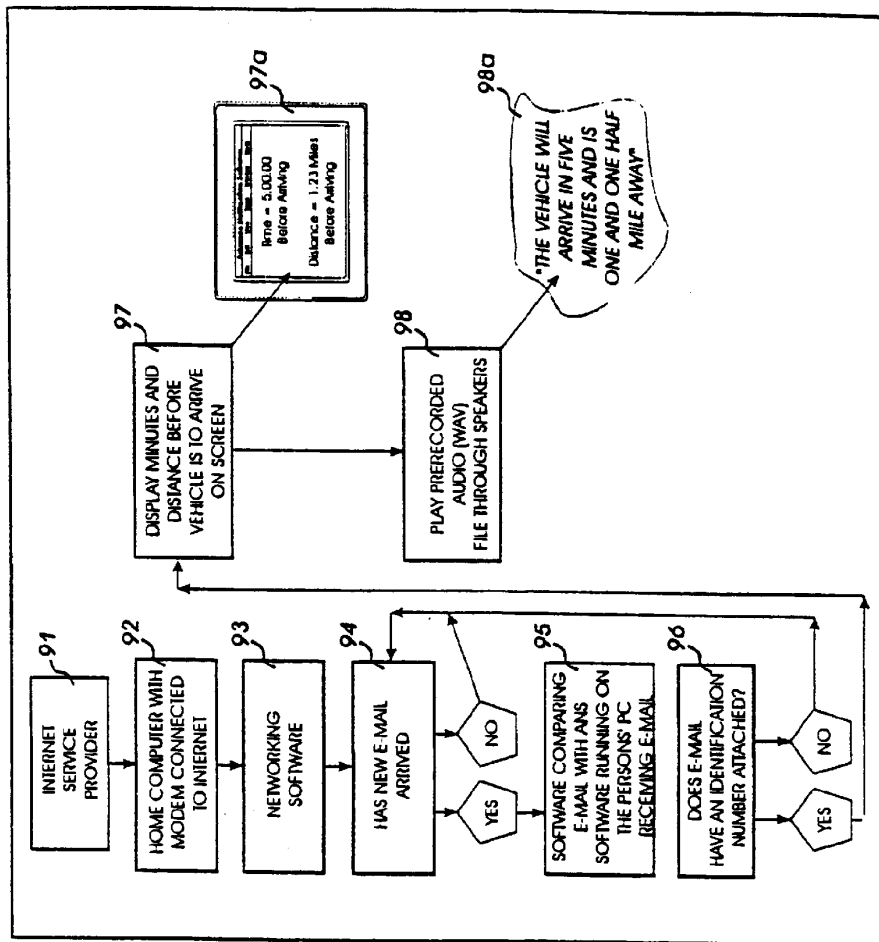 91
INTERNET
SERVICE
PROVIDER
92
HOME COMPUTER WITH
MODEM CONNECTED
TO INTERNET
93
NETWORKING
SOFTWARE
94
HAS NEW E-MAIL
ARRIVED
YES
NO
95
SOFTWARE COMPARING
E-MAIL WITH ANS
SOFTWARE RUNNING ON
THE PERSONS' PC
RECEIVING E-MAIL
96
DOES E-MAIL
HAVE AN IDENTIFICATION
NUMBER ATTACHED?
YES
NO
97
DISPLAY MINUTES AND
DISTANCE BEFORE
VEHICLE IS TO ARRIVE
ON SCREEN
97a
Time = 5.00.00
Before Arriving
Distance = 1.23 Miles
Before Arriving
98
PLAY PRERECORDED
AUDIO (WAV)
FILE THROUGH SPEAKERS
98a
"THE VEHICLE WILL
ARRIVE IN FIVE
MINUTES AND IS
ONE AND ONE HALF
MILE AWAY"